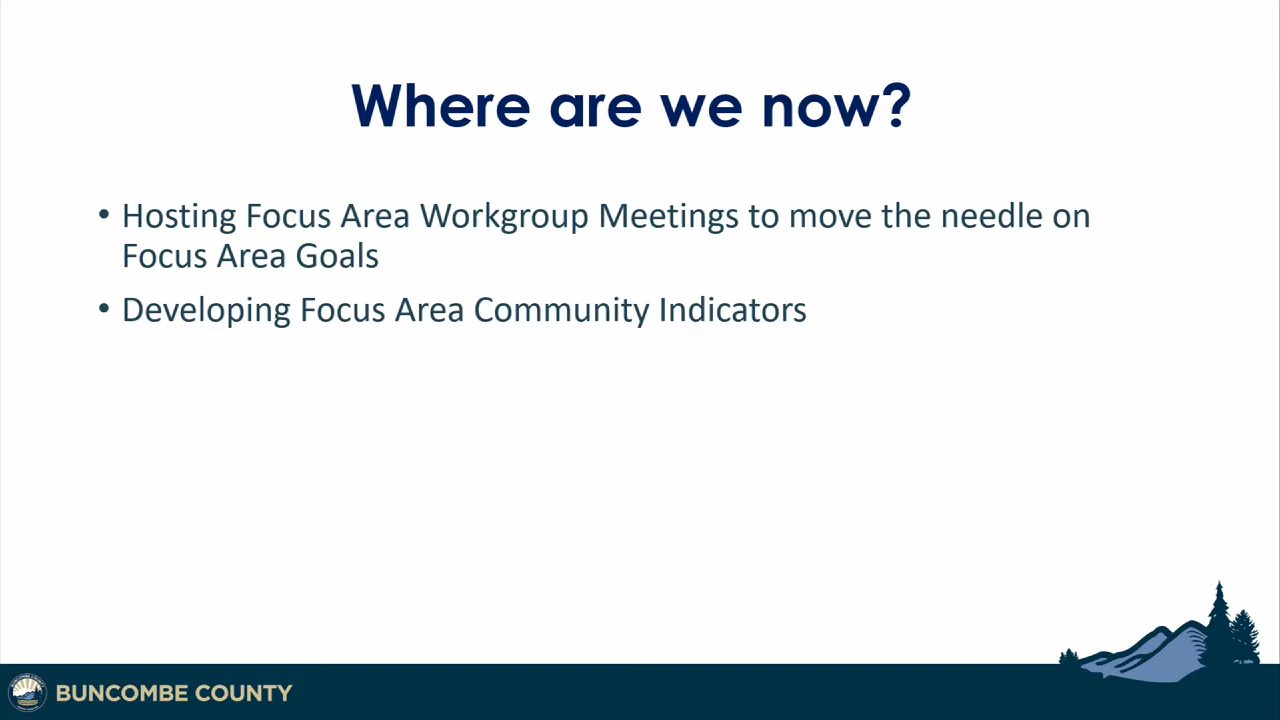 Where are we now?
• Hosting Focus Area Workgroup Meetings to move the needle on
Focus Area Goals
• Developing Focus Area Community Indicators
BUNCOMBE COUNTY